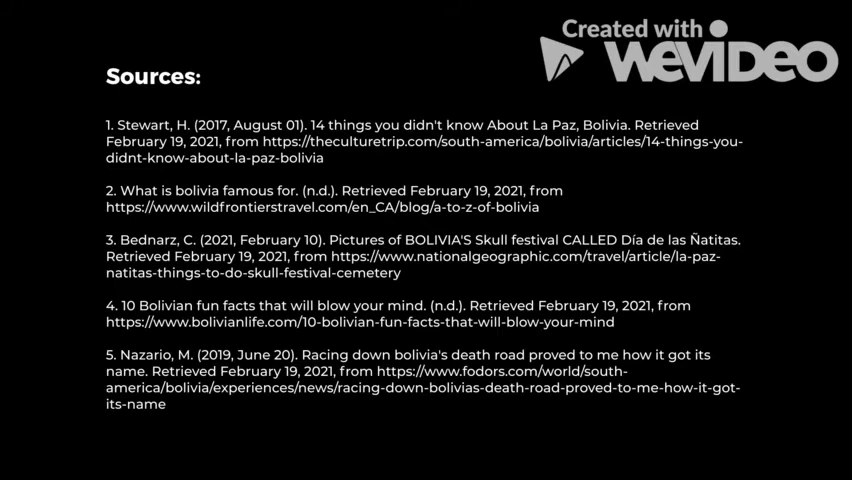 Created with
WEVIDEO
Sources:
1. Stewart, H. (2017, August 01). 14 things you didn't know About La Paz, Bolivia. Retrieved
February 19, 2021, from https://theculturetrip.com/south-america/bolivia/articles/14-things-you-
didnt-know-about-la-paz-bolivia
2. What is bolivia famous for. (n.d.). Retrieved February 19, 2021, from
https://www.wildfrontierstravel.com/en_CA/blog/a-to-z-of-bolivia
3. Bednarz, C. (2021, February 10). Pictures of BOLIVIA'S Skull festival CALLED Día de las Ñatitas.
Retrieved February 19, 2021, from https://www.nationalgeographic.com/travel/article/la-paz-
natitas-things-to-do-skull-festival-cemetery
4. 10 Bolivian fun facts that will blow your mind. (n.d.). Retrieved February 19, 2021, from
https://www.bolivianlife.com/10-bolivian-fun-facts-that-will-blow-your-mind
5. Nazario, M. (2019, June 20). Racing down bolivia's death road proved to me how it got its
name. Retrieved February 19, 2021, from https://www.fodors.com/world/south-
america/bolivia/experiences/news/racing-down-bolivias-death-road-proved-to-me-how-it-got-
its-name